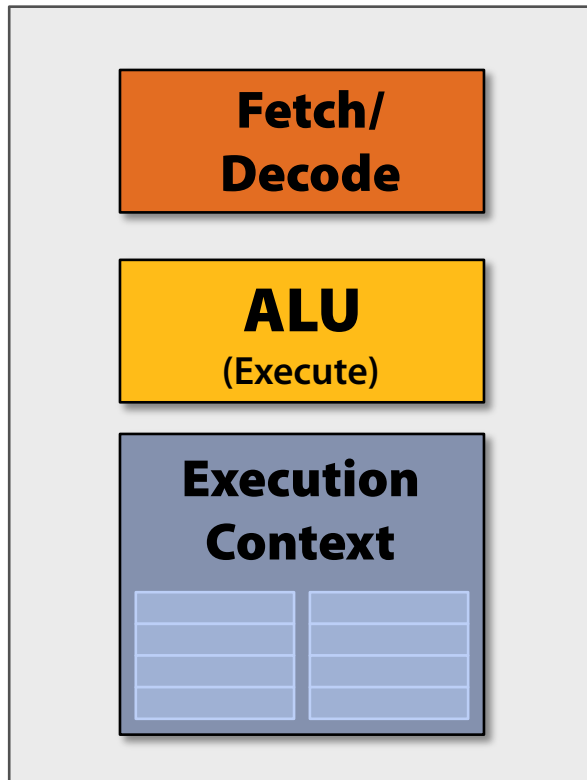 Fetch/
Decode
ALU
(Execute)
Execution
Context